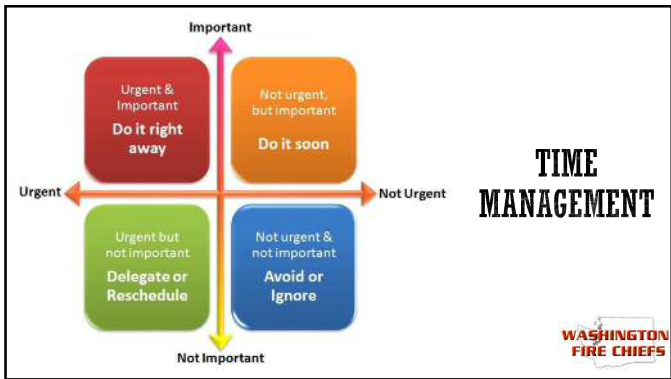 Important
Urgent &
Important
Do it right
away
Not urgent,
but important
Do it soon
Urgent
Not Urgent
Urgent but
not important
Delegate or
Reschedule
Not urgent &
not important
Avoid or
Ignore
Not Important
TIME
MANAGEMENT
WASHINGTON
FIRE CHIEFS